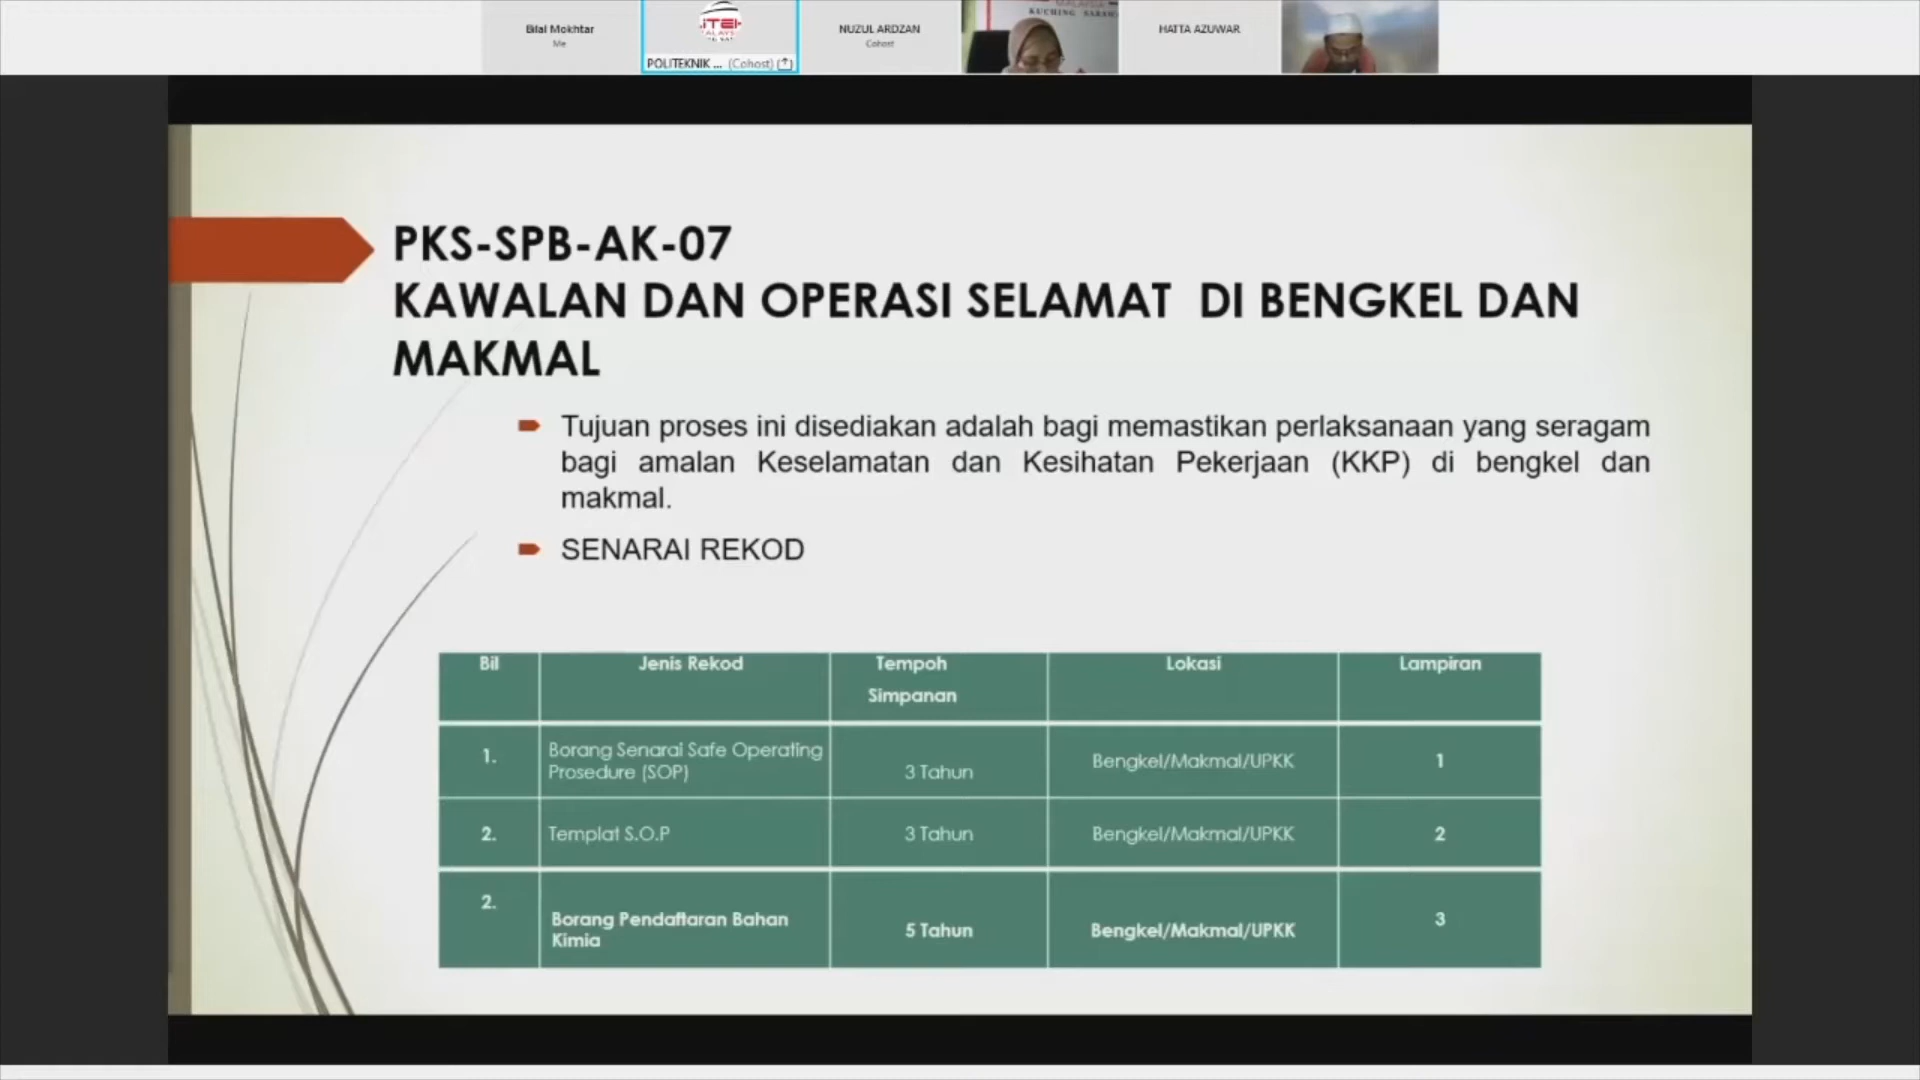 Bilal Mokhtar
Me
POLITEKNIK ... (Cohost)
NUZUL ARDZAN
Cohost
KUCHING
HATTA AZUWAR
PKS-SPB-AK-07
KAWALAN DAN OPERASI SELAMAT DI BENGKEL DAN
MAKMAL
Tujuan proses ini disediakan adalah bagi memastikan perlaksanaan yang seragam
bagi amalan Keselamatan dan Kesihatan Pekerjaan (KKP) di bengkel dan
makmal.
SENARAI REKOD
Bil Jenis Rekod Tempoh Simpanan Lokasi Lampiran
1. Borang Senarai Safe Operating Prosedure (SOP) 3 Tahun Bengkel/Makmal/UPKK 1
2. Templat S.O.P 3 Tahun Bengkel/Makmal/UPKK 2
2. Borang Pendaftaran Bahan Kimia 5 Tahun Bengkel/Makmal/UPKK 3